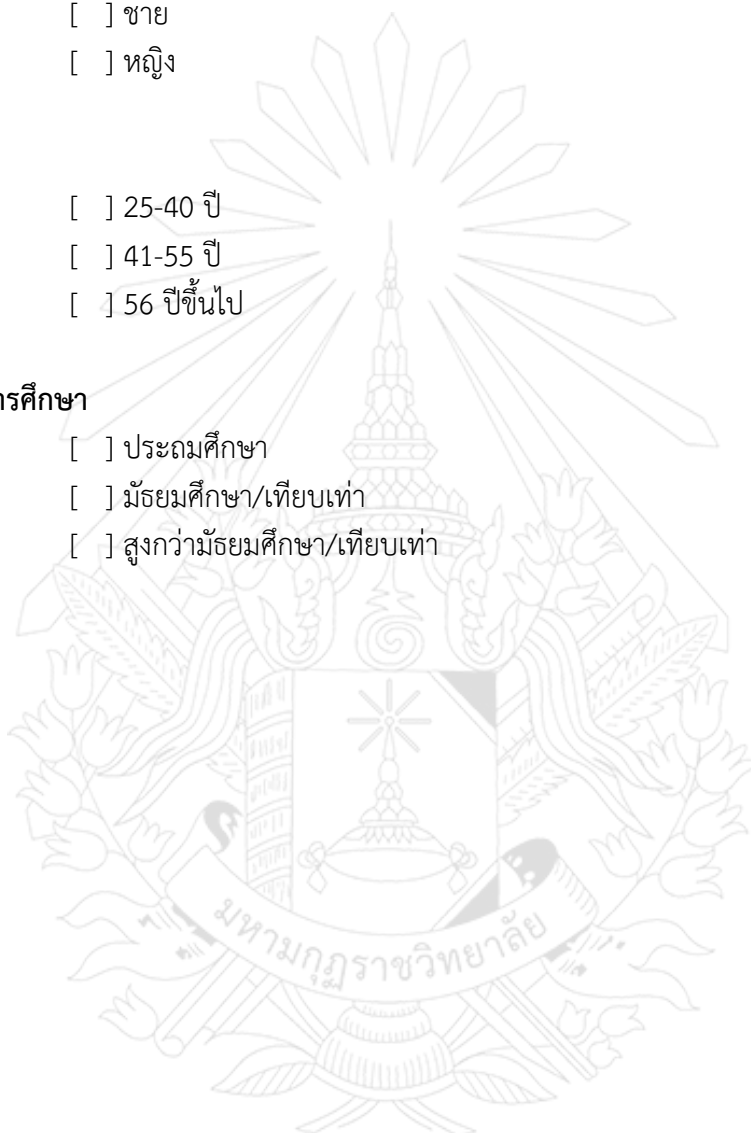 [ ] ชาย
[ ] หญิง
[ ] 25-40 ปี
[ ] 41-55 ปี
[ ] 56 ปีขึ้นไป
ารศึกษา
[ ] ประถมศึกษา
[ ] มัธยมศึกษา/เทียบเท่า
[ ] สูงกว่ามัธยมศึกษา/เทียบเท่า
มหามกุฏราชวิทยาลัย